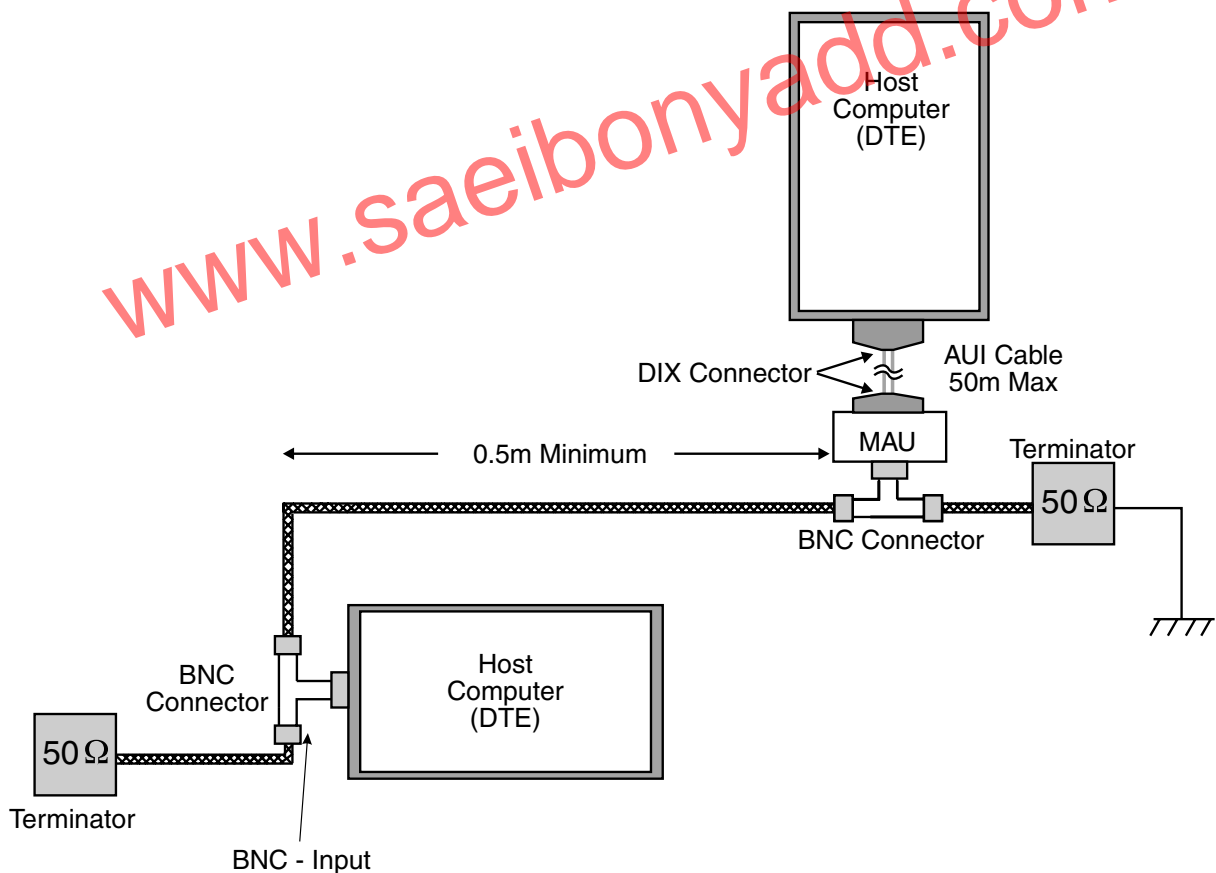 www.saeibonyadd.com
Host
Computer
(DTE)
DIX Connector
AUI Cable
50m Max
0.5m Minimum
MAU
Terminator
50 Ω
BNC Connector
BNC
Connector
Host
Computer
(DTE)
50 Ω
Terminator
BNC - Input